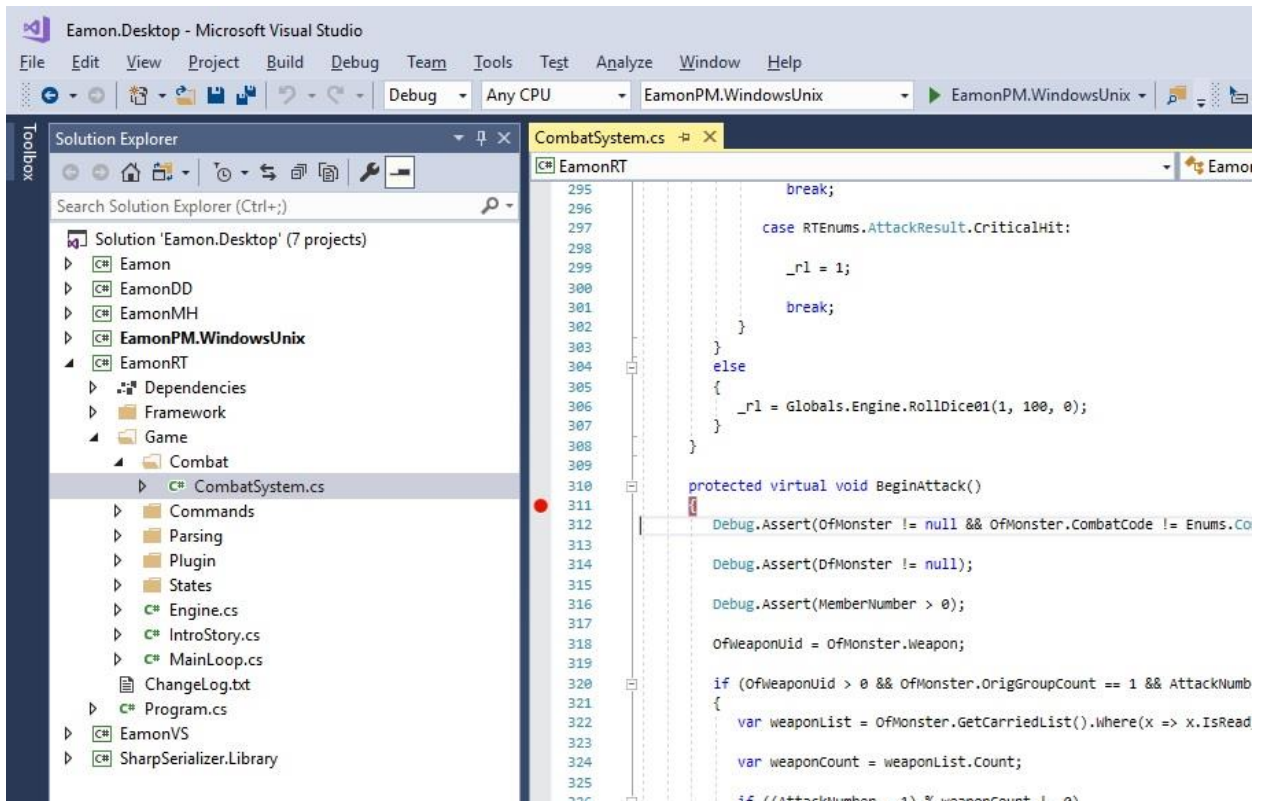 Eamon.Desktop - Microsoft Visual Studio
File Edit View Project Build Debug Team Tools Test Analyze Window Help
Debug Any CPU EamonPM.WindowsUnix EamonPM.WindowsUnix
Toolbox
Solution Explorer
Search Solution Explorer (Ctrl+;)
Solution 'Eamon.Desktop' (7 projects)
C# Eamon
C# EamonDD
C# EamonMH
C# EamonPM.WindowsUnix
C# EamonRT
Dependencies
Framework
Game
Combat
C# CombatSystem.cs
Commands
Parsing
Plugin
States
C# Engine.cs
C# IntroStory.cs
C# MainLoop.cs
ChangeLog.txt
C# Program.cs
C# EamonVS
C# SharpSerializer.Library
CombatSystem.cs
C# EamonRT Eamon
295 break;
296
297 case RTEnums.AttackResult.CriticalHit:
298
299 _rl = 1;
300
301 break;
302 }
303 }
304 else
305 {
306 _rl = Globals.Engine.RollDice01(1, 100, 0);
307 }
308 }
309
310 protected virtual void BeginAttack()
311 {
312 Debug.Assert(OfMonster != null && OfMonster.CombatCode != Enums.Co
313
314 Debug.Assert(DfMonster != null);
315
316 Debug.Assert(MemberNumber > 0);
317
318 OfWeaponUid = OfMonster.Weapon;
319
320 if (OfWeaponUid > 0 && OfMonster.OrigGroupCount == 1 && AttackNumb
321 {
322 var weaponList = OfMonster.GetCarriedList().Where(x => x.IsRead
323
324 var weaponCount = weaponList.Count;
325
326 if ((AttackNumber - 1) % weaponCount != 0)